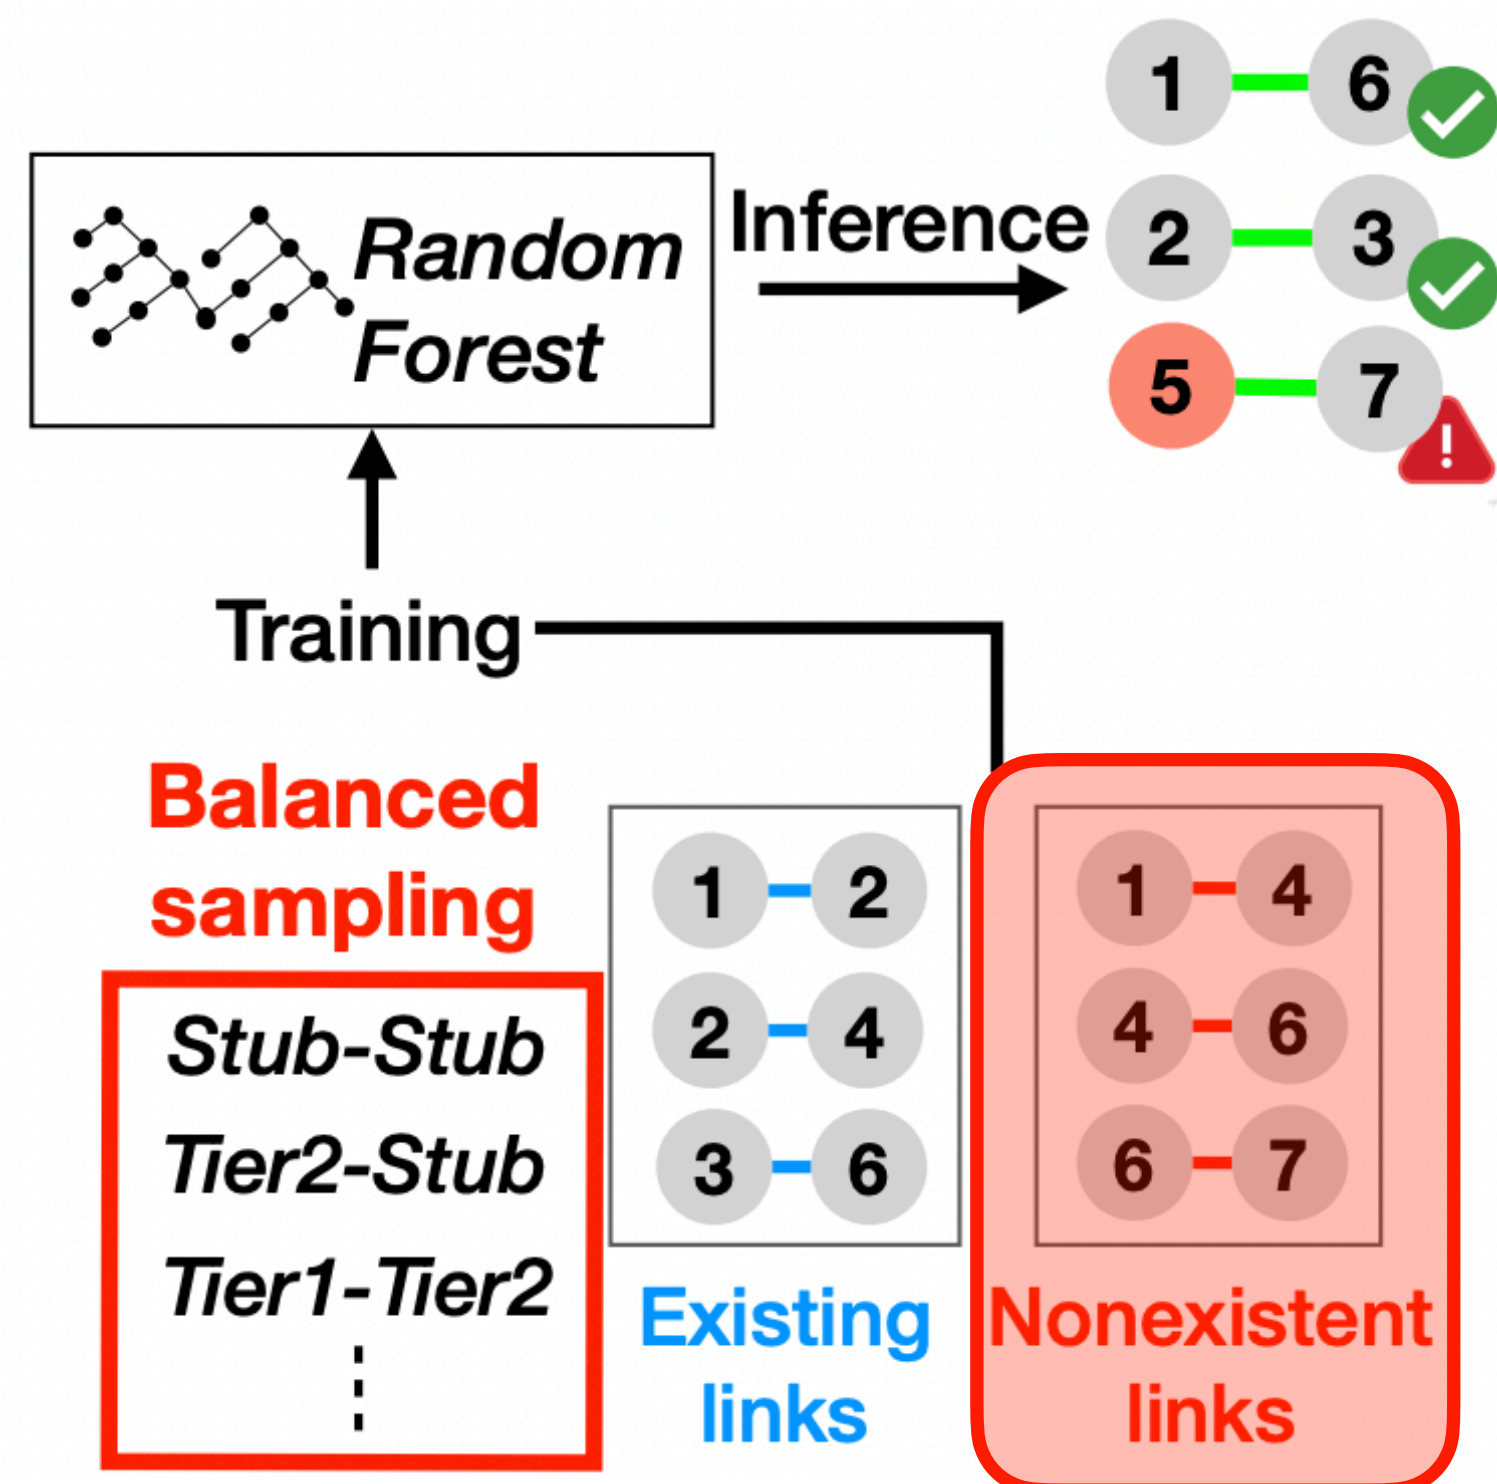 1 6
2 3
5 7
!
Inference
Random
Forest
Training
Balanced
sampling
Stub-Stub
Tier2-Stub
Tier1-Tier2
1 2
2 4
3 6
Existing
links
1 4
4 6
6 7
Nonexistent
links